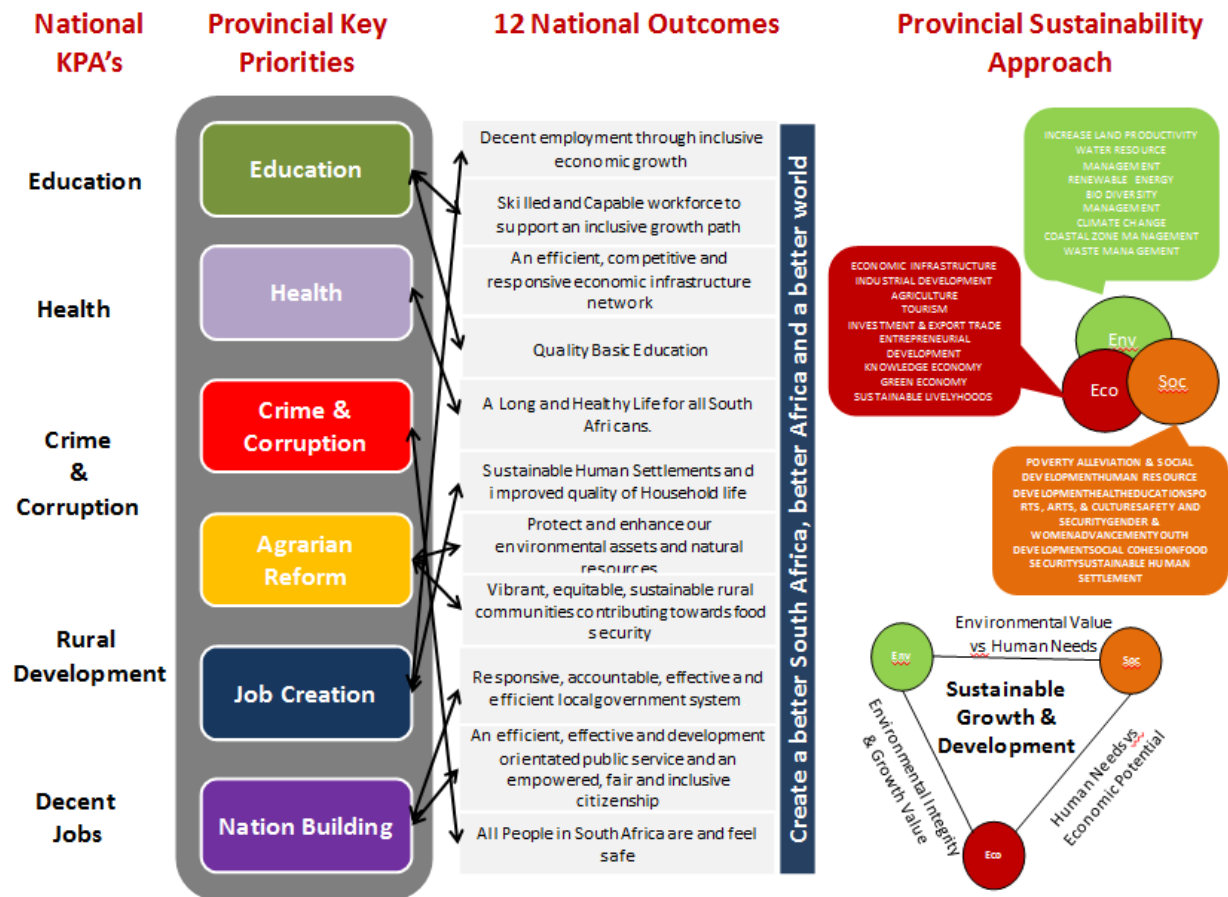 National
KPA's
Provincial Key
Priorities
12 National Outcomes
Provincial Sustainability
Approach
Education
Health
Crime
&
Corruption
Rural
Development
Decent
Jobs
Education
Health
Crime &
Corruption
Agrarian
Reform
Job Creation
Nation Building
Decent employment through inclusive
economic growth
Skilled and Capable workforce to
support an inclusive growth path
An efficient, competitive and
responsive economic infrastructure
network
Quality Basic Education
A Long and Healthy Life for all South
Africans.
Sustainable Human Settlements and
improved quality of Household life
Protect and enhance our
environmental assets and natural
resources
Vibrant, equitable, sustainable rural
communities contributing towards food
security
Responsive, accountable, effective and
efficient local government system
An efficient, effective and development
orientated public service and an
empowered, fair and inclusive
citizenship
All People in South Africa are and feel
safe
Create a better South Africa, better Africa and a better world
INCREASE LAND PRODUCTIVITY
WATER RESOURCE
MANAGEMENT
RENEWABLE ENERGY
BIO DIVERSITY
MANAGEMENT
CLIMATE CHANGE
COASTAL ZONE MANAGEMENT
WASTE MANAGEMENT
ECONOMIC INFRASTRUCTURE
INDUSTRIAL DEVELOPMENT
AGRICULTURE
TOURISM
INVESTMENT & EXPORT TRADE
ENTREPRENEURIAL
DEVELOPMENT
KNOWLEDGE ECONOMY
GREEN ECONOMY
SUSTAINABLE LIVELYHOODS
Env
Eco
Soc
POVERTY ALLEVIATION & SOCIAL
DEVELOPMENTHUMAN RESOURCE
DEVELOPMENTHEALTHEDUCATIONSPO
RTS, ARTS, & CULTURESAFETY AND
SECURITYGENDER &
WOMENADVANCEMENTYOUTH
DEVELOPMENTSOCIAL COHESIONFOOD
SECURITYSUSTAINABLE HUMAN
SETTLEMENT
Environmental Value
vs Human Needs
Env
Soc
Sustainable
Growth &
Development
Environmental Integrity
& Growth Value
Human Needs vs
Economic Potential
Eco